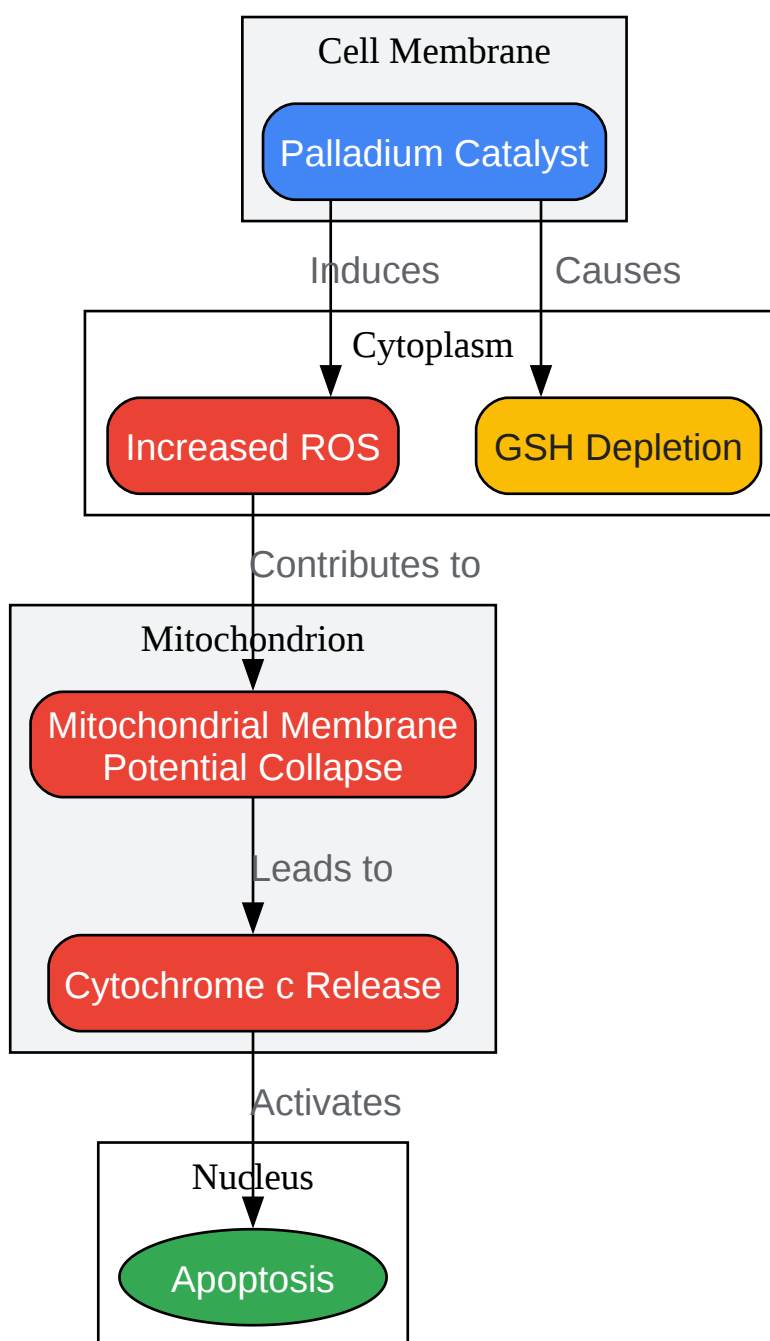 Cell Membrane
Palladium Catalyst
Induces
Causes
Cytoplasm
Increased ROS
GSH Depletion
Contributes to
Mitochondrion
Mitochondrial Membrane
Potential Collapse
Leads to
Cytochrome c Release
Activates
Nucleus
Apoptosis